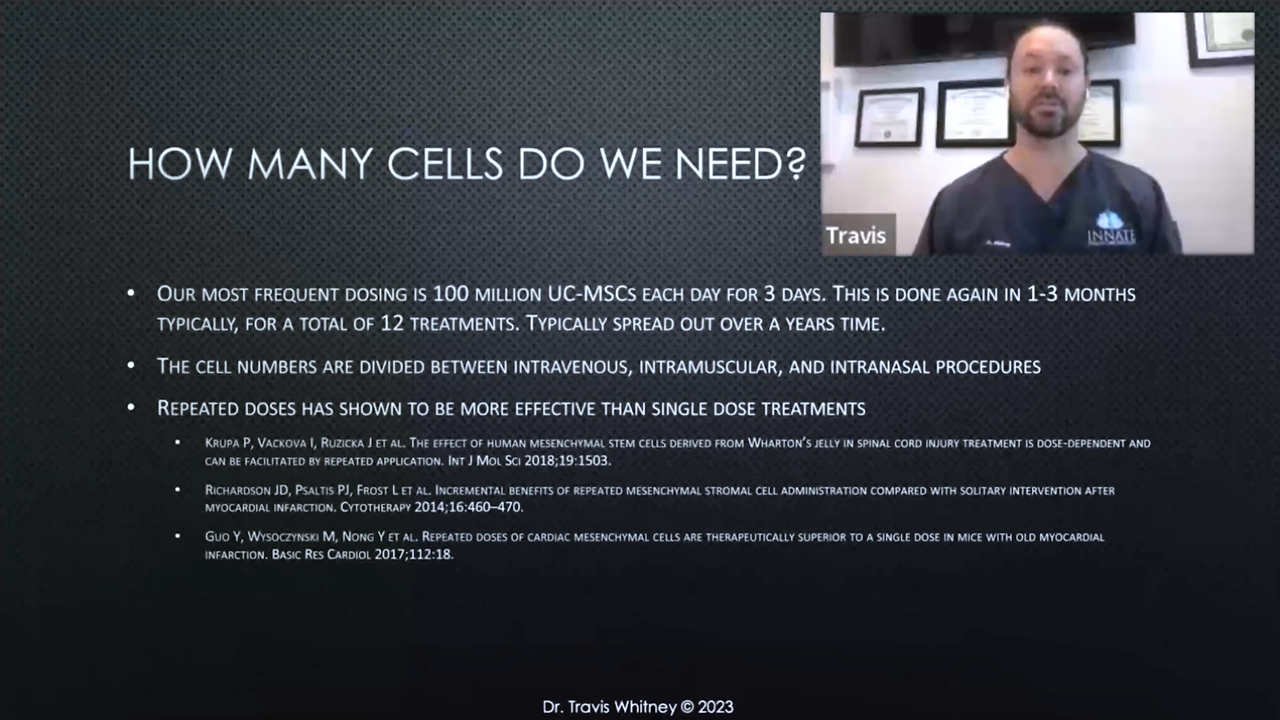 HOW MANY CELLS DO WE NEED?
Travis
INNATE
• OUR MOST FREQUENT DOSING IS 100 MILLION UC-MSCS EACH DAY FOR 3 DAYS. THIS IS DONE AGAIN IN 1-3 MONTHS
TYPICALLY, FOR A TOTAL OF 12 TREATMENTS. TYPICALLY SPREAD OUT OVER A YEARS TIME.
• THE CELL NUMBERS ARE DIVIDED BETWEEN INTRAVENOUS, INTRAMUSCULAR, AND INTRANASAL PROCEDURES
• REPEATED DOSES HAS SHOWN TO BE MORE EFFECTIVE THAN SINGLE DOSE TREATMENTS
• KRUPA P, VACKOVA I, RUZICKA J ET AL. THE EFFECT OF HUMAN MESENCHYMAL STEM CELLS DERIVED FROM WHARTON'S JELLY IN SPINAL CORD INJURY TREATMENT IS DOSE-DEPENDENT AND
CAN BE FACILITATED BY REPEATED APPLICATION. INT J MOL SCI 2018;19:1503.
• RICHARDSON JD, PSALTIS PJ, FROST L ET AL. INCREMENTAL BENEFITS OF REPEATED MESENCHYMAL STROMAL CELL ADMINISTRATION COMPARED WITH SOLITARY INTERVENTION AFTER
MYOCARDIAL INFARCTION. CYTOTHERAPY 2014;16:460–470.
• GUO Y, WYSOCZYNSKI M, NONG Y ET AL. REPEATED DOSES OF CARDIAC MESENCHYMAL CELLS ARE THERAPEUTICALLY SUPERIOR TO A SINGLE DOSE IN MICE WITH OLD MYOCARDIAL
INFARCTION. BASIC RES CARDIOL 2017;112:18.
Dr. Travis Whitney © 2023